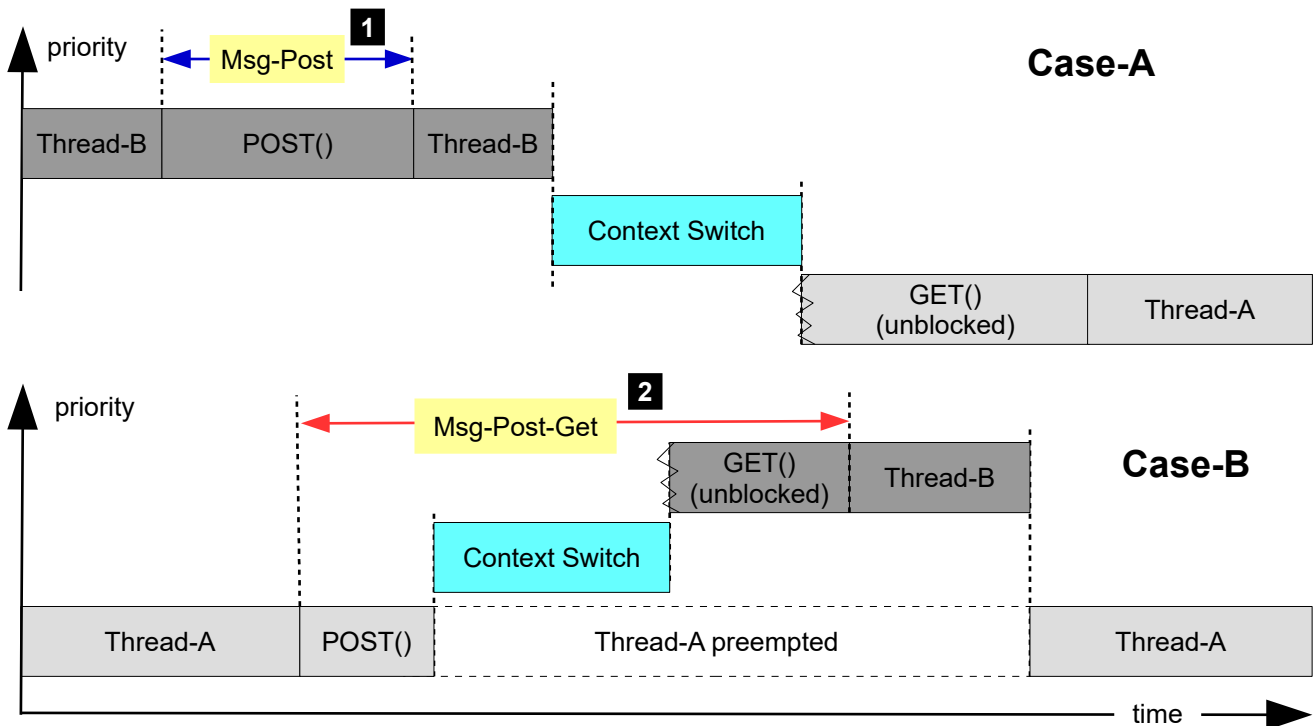 1
priority
Msg-Post
Case-A
Thread-B
POST()
Thread-B
Context Switch
GET()
(unblocked)
Thread-A
2
priority
Msg-Post-Get
Case-B
GET()
(unblocked)
Thread-B
Context Switch
Thread-A
POST()
Thread-A preempted
Thread-A
time